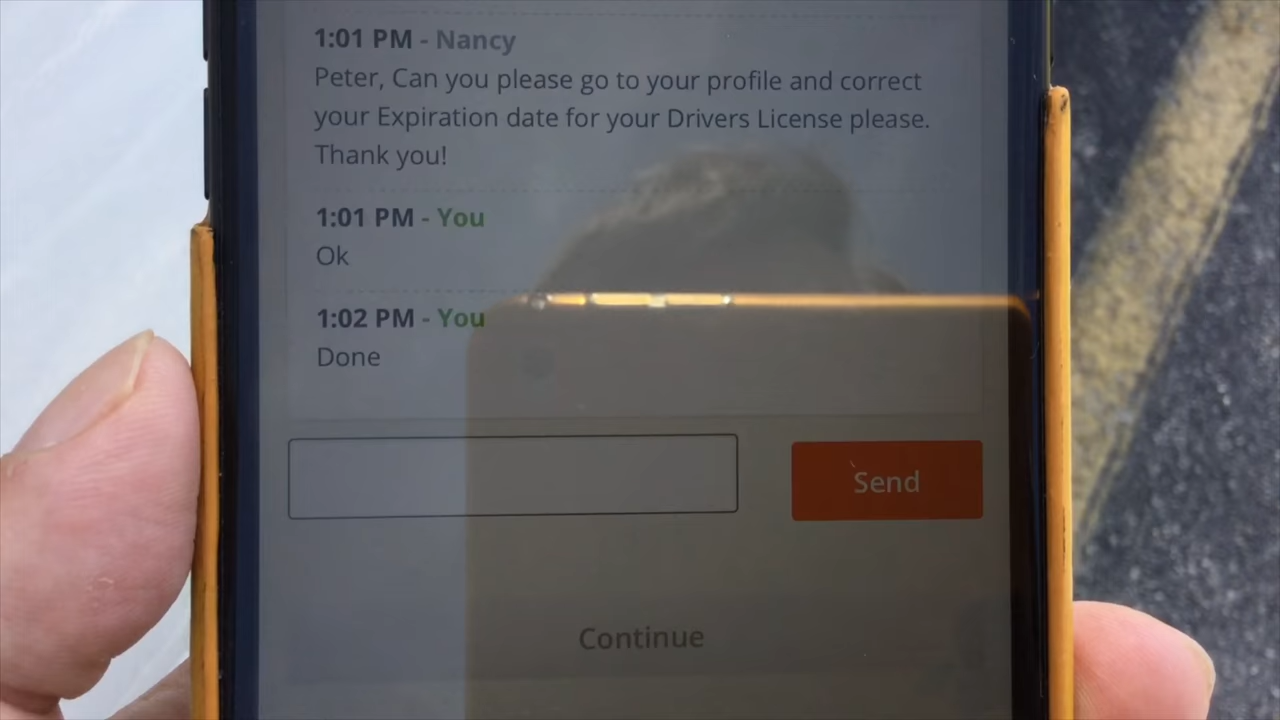 1:01 PM - Nancy
Peter, Can you please go to your profile and correct
your Expiration date for your Drivers License please.
Thank you!
1:01 PM - You
Ok
1:02 PM - You
Done
Send
Continue